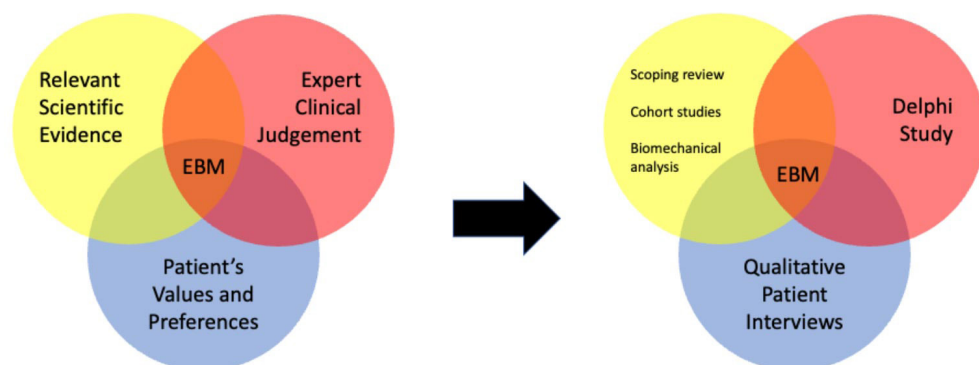 Relevant
Scientific
Evidence
Expert
Clinical
Judgement
EBM
Patient's
Values and
Preferences
Scoping review
Cohort studies
Biomechanical
analysis
Delphi
Study
EBM
Qualitative
Patient
Interviews